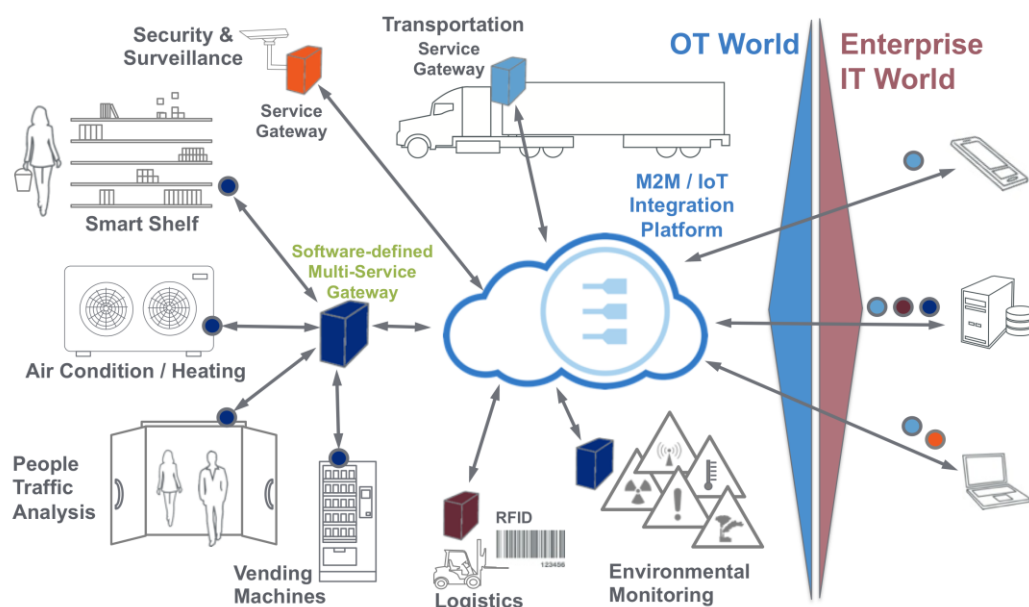 Security &
Surveillance
Service
Gateway
Transportation
Service
Gateway
OT World
Enterprise
IT World
Smart Shelf
M2M / IoT
Integration
Platform
Software-defined
Multi-Service
Gateway
Air Condition / Heating
People
Traffic
Analysis
Vending
Machines
RFID
123456
Logistics
Environmental
Monitoring